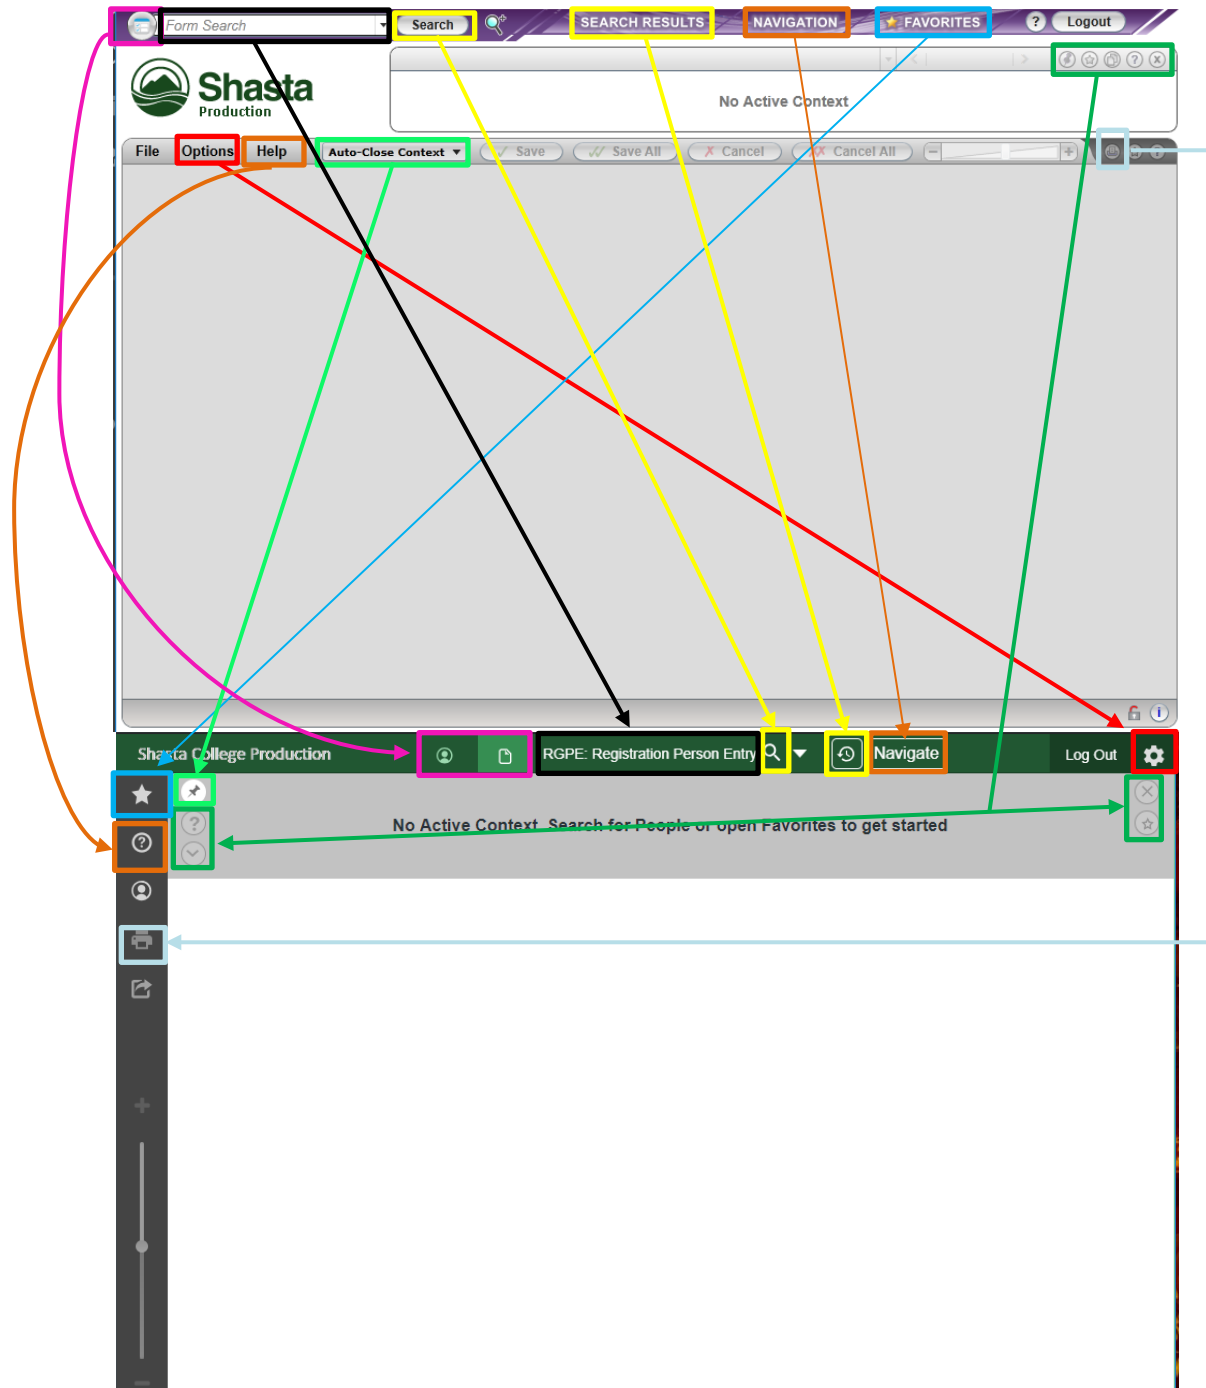 Form Search Search SEARCH RESULTS NAVIGATION FAVORITES ? Logout
Shasta
Production
No Active Context
File Options Help Auto-Close Context Save Save All Cancel Cancel All
Shasta College Production RGPE: Registration Person Entry Navigate Log Out
No Active Context. Search for People or open Favorites to get started